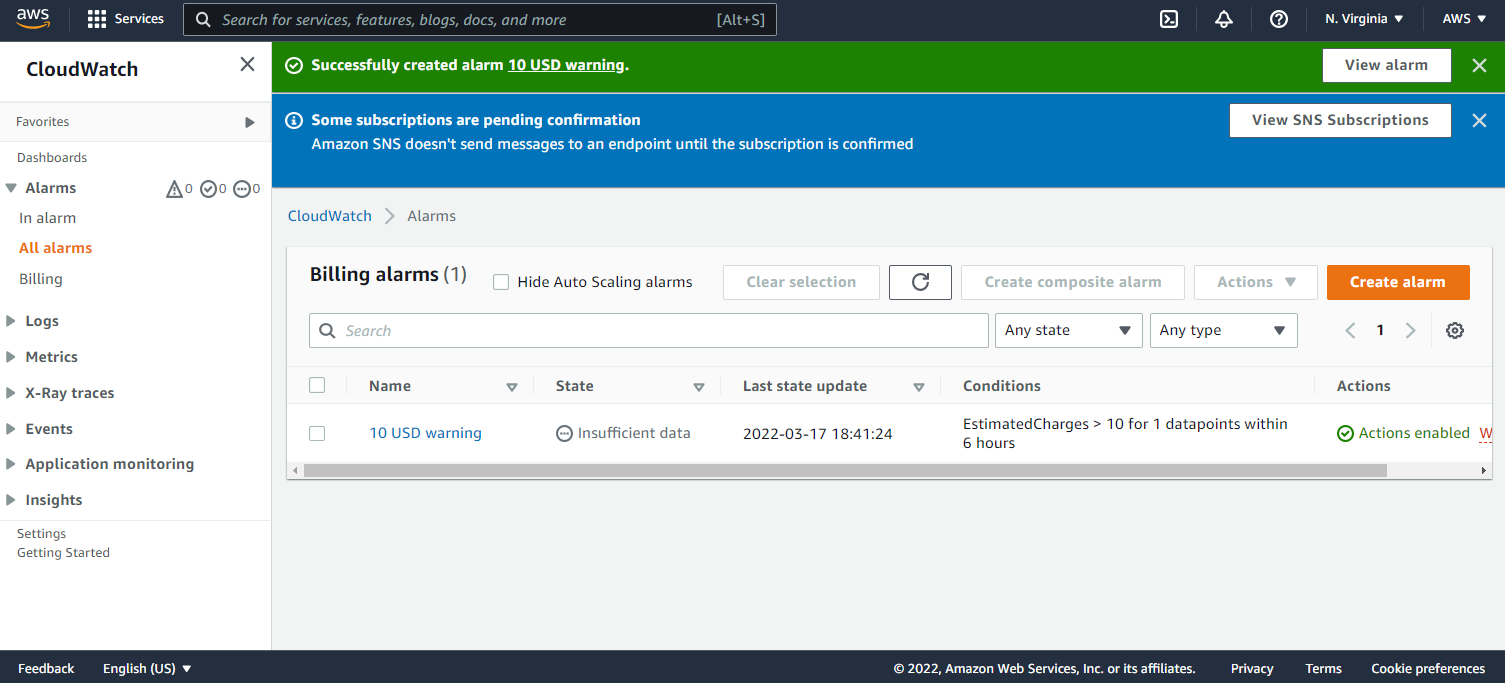 aws
Services
Search for services, features, blogs, docs, and more
[Alt+S]
N. Virginia
AWS
CloudWatch
Favorites
Dashboards
Alarms
0
0
0
In alarm
All alarms
Billing
Logs
Metrics
X-Ray traces
Events
Application monitoring
Insights
Settings
Getting Started
Successfully created alarm 10 USD warning.
View alarm
Some subscriptions are pending confirmation
Amazon SNS doesn't send messages to an endpoint until the subscription is confirmed
View SNS Subscriptions
CloudWatch
Alarms
Billing alarms (1)
Hide Auto Scaling alarms
Clear selection
Create composite alarm
Actions
Create alarm
Search
Any state
Any type
1
Name
State
Last state update
Conditions
Actions
10 USD warning
Insufficient data
2022-03-17 18:41:24
EstimatedCharges > 10 for 1 datapoints within
6 hours
Actions enabled
Feedback
English (US)
© 2022, Amazon Web Services, Inc. or its affiliates.
Privacy
Terms
Cookie preferences